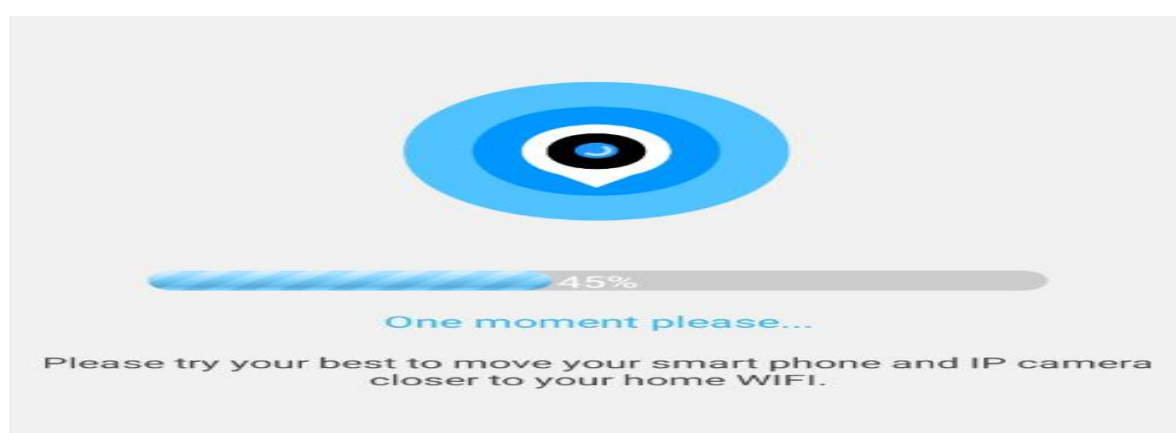 45%
One moment please...
Please try your best to move your smart phone and IP camera
closer to your home WIFI.